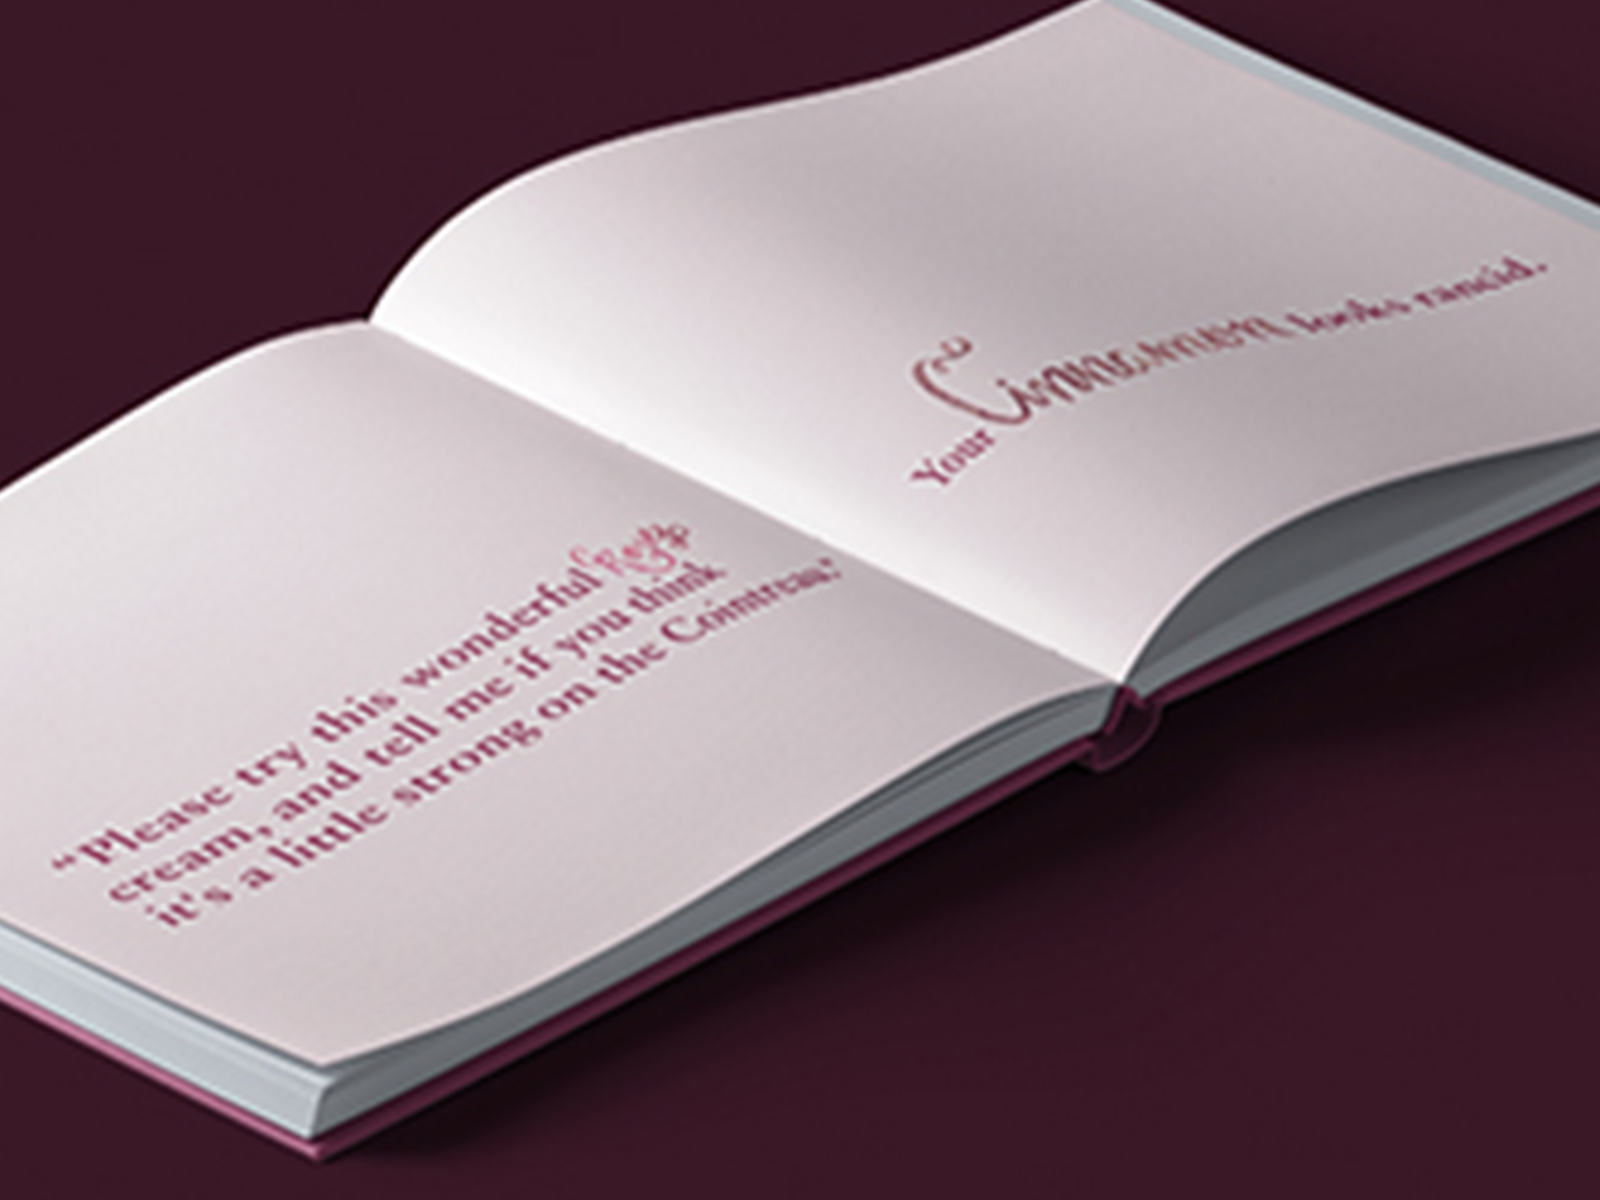 “Please try this wonderful
cream, and tell me if you think
it's a little strong on the Cointreau."
Your Cinnamon looks rancid.